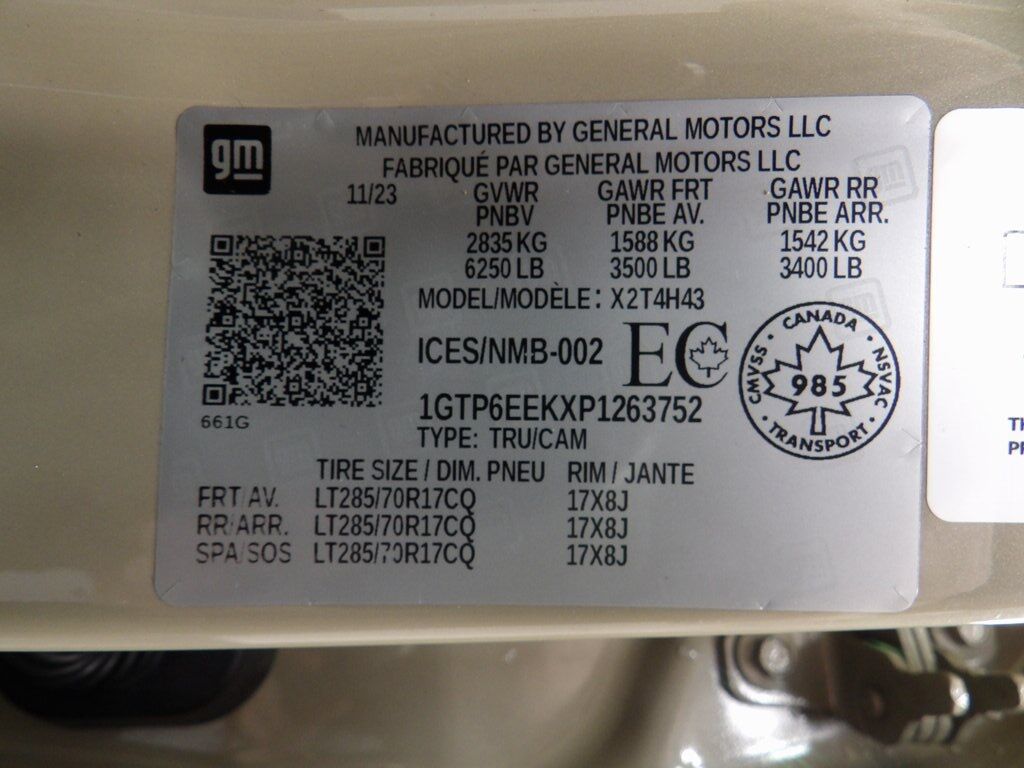 gm
MANUFACTURED BY GENERAL MOTORS LLC
FABRIQUÉ PAR GENERAL MOTORS LLC
11/23 GVWR GAWR FRT GAWR RR
PNBV PNBE AV. PNBE ARR.
2835 KG 1588 KG 1542 KG
6250 LB 3500 LB 3400 LB
MODEL/MODÈLE: X2T4H43
ICES/NMB-002 EC
CANADA
CMVSS · NSVAC
985
TRANSPORT
661G
1GTP6EEKXP1263752
TYPE: TRU/CAM
TIRE SIZE / DIM. PNEU RIM / JANTE
FRT/AV. LT285/70R17CQ 17X8J
RR/ARR. LT285/70R17CQ 17X8J
SPA/SOS LT285/70R17CQ 17X8J